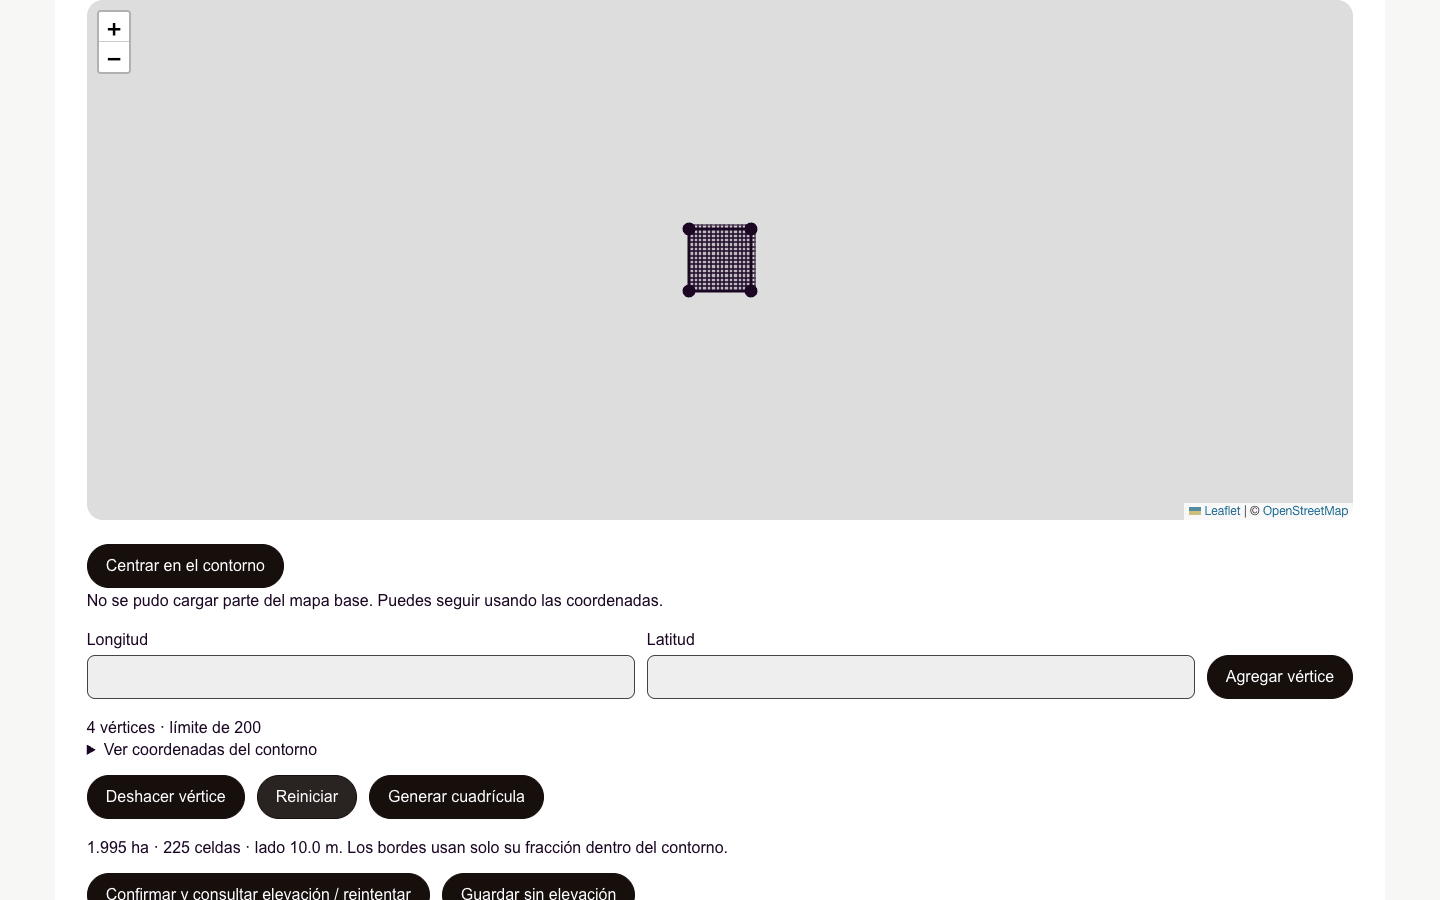 +
−
Leaflet | © OpenStreetMap
Centrar en el contorno
No se pudo cargar parte del mapa base. Puedes seguir usando las coordenadas.
Longitud
Latitud
Agregar vértice
4 vértices · límite de 200
Ver coordenadas del contorno
Deshacer vértice
Reiniciar
Generar cuadrícula
1.995 ha · 225 celdas · lado 10.0 m. Los bordes usan solo su fracción dentro del contorno.
Confirmar y consultar elevación / reintentar
Guardar sin elevación